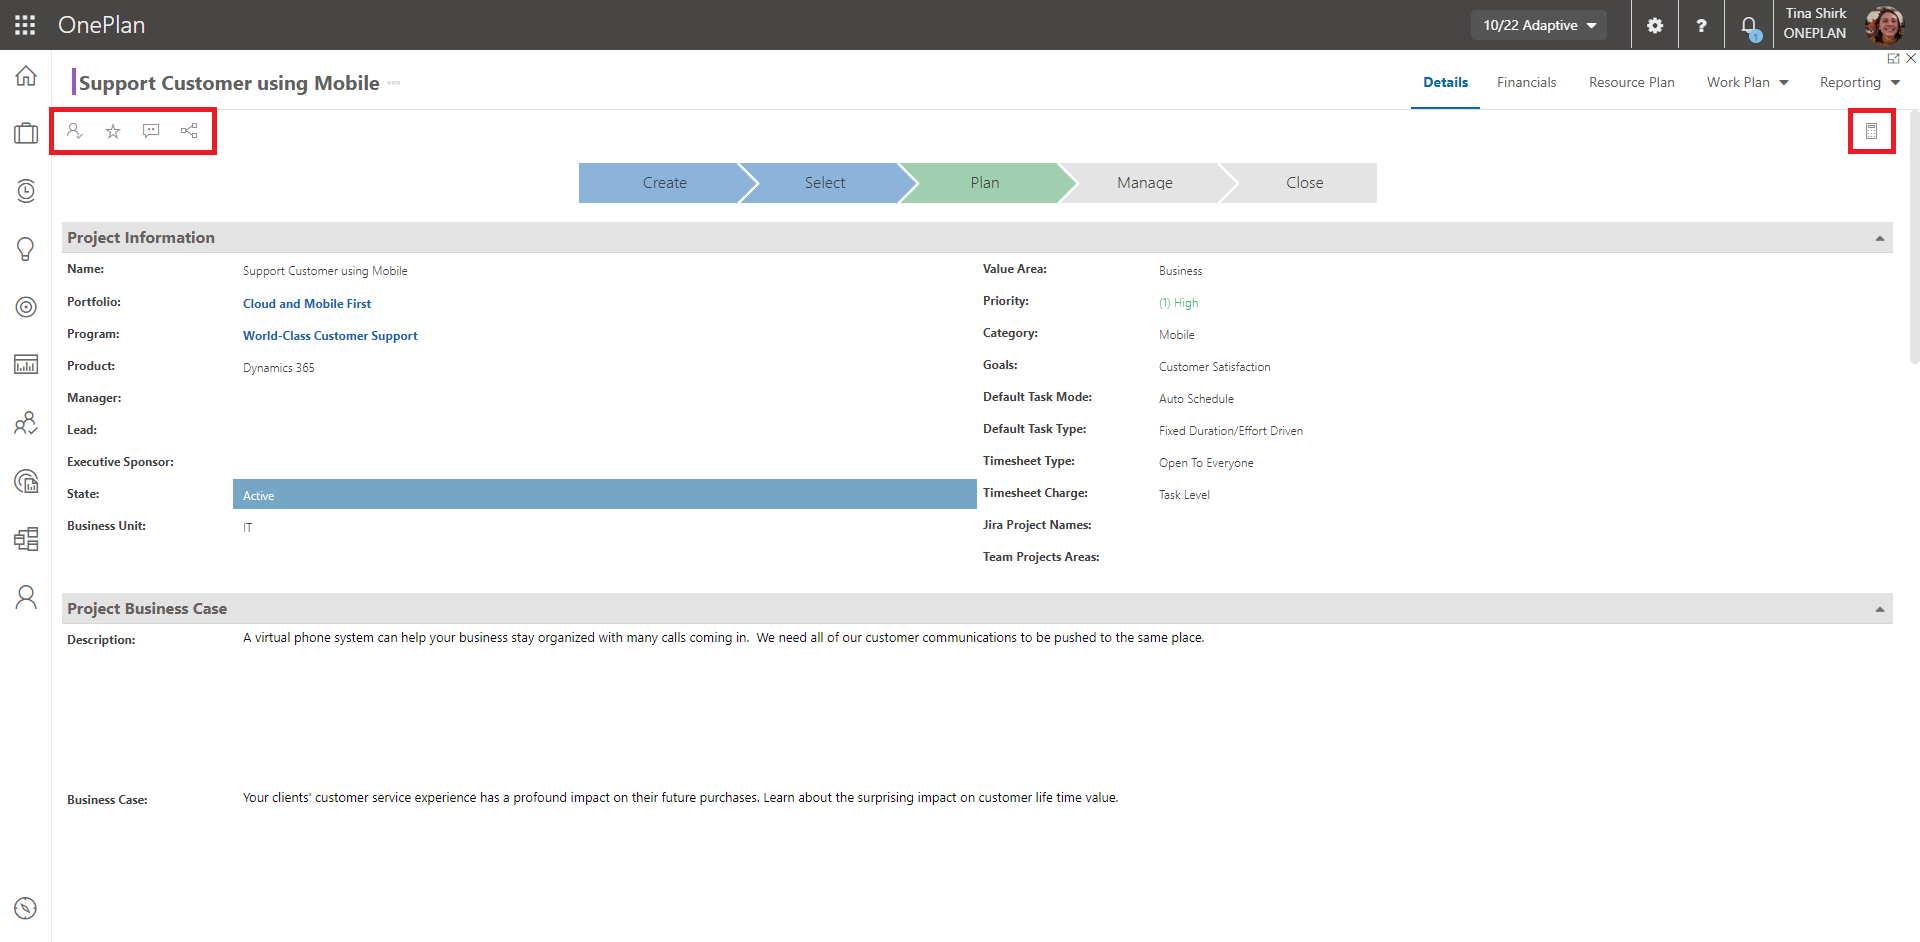 OnePlan
10/22 Adaptive
?
1
Tina Shirk
ONEPLAN
Support Customer using Mobile
Details
Financials
Resource Plan
Work Plan
Reporting
Create
Select
Plan
Manage
Close
Project Information
Name:
Support Customer using Mobile
Portfolio:
Cloud and Mobile First
Program:
World-Class Customer Support
Product:
Dynamics 365
Manager:
Lead:
Executive Sponsor:
State:
Active
Business Unit:
IT
Value Area:
Business
Priority:
(1) High
Category:
Mobile
Goals:
Customer Satisfaction
Default Task Mode:
Auto Schedule
Default Task Type:
Fixed Duration/Effort Driven
Timesheet Type:
Open To Everyone
Timesheet Charge:
Task Level
Jira Project Names:
Team Projects Areas:
Project Business Case
Description:
A virtual phone system can help your business stay organized with many calls coming in.  We need all of our customer communications to be pushed to the same place.
Business Case:
Your clients' customer service experience has a profound impact on their future purchases. Learn about the surprising impact on customer life time value.